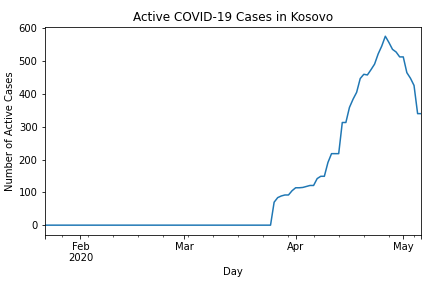 Active COVID-19 Cases in Kosovo
Number of Active Cases
600
500
400
300
200
100
0
Feb
2020
Mar
Apr
May
Day